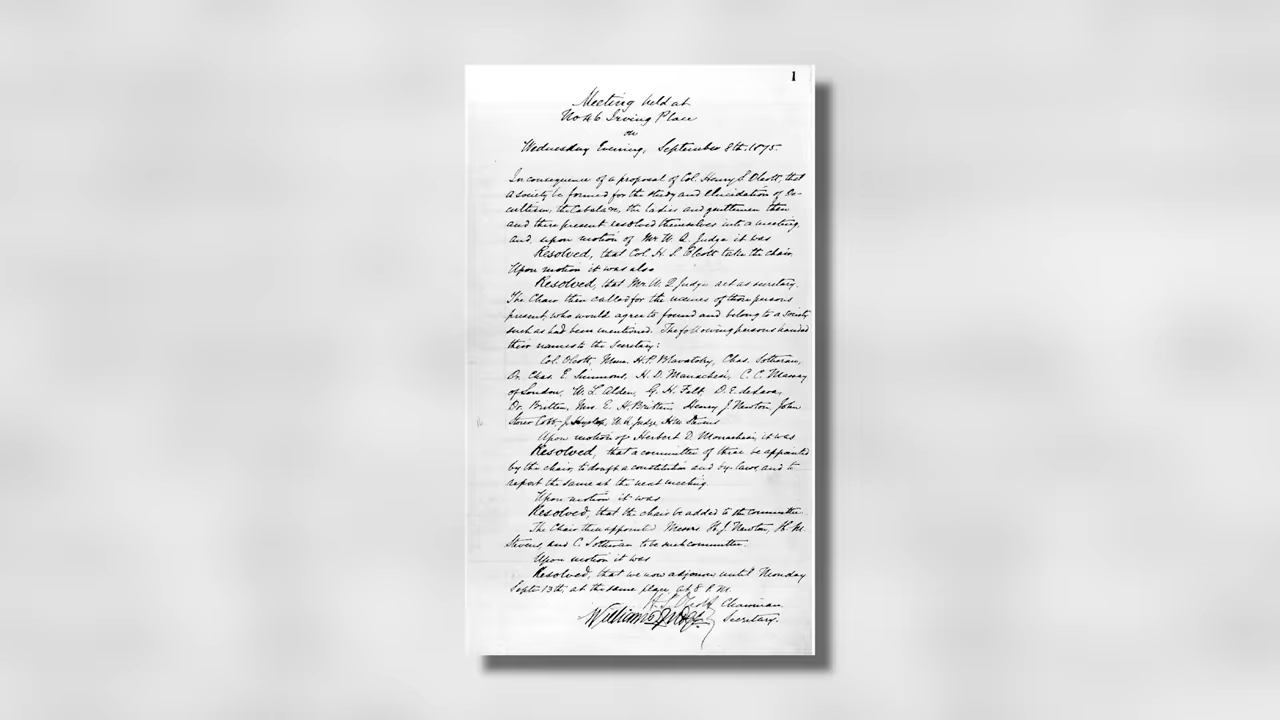 1
Meeting held at
No 46 Irving Place
on
Wednesday Evening, September 8th. 1875.
In consequence of a proposal of Col. Henry S. Olcott, that
a society be formed for the study and elucidation of Oc-
cultism, the Cabala &c, the ladies and gentlemen then
and there present resolved themselves into a meeting,
and, upon motion of Mr. W. Q. Judge it was
Resolved, that Col. H. S. Olcott take the chair.
Upon motion it was also
Resolved, that Mr. W. Q. Judge act as secretary.
The Chair then called for the names of those persons
present, who would agree to found and belong to a society
such as had been mentioned. The following persons handed
their names to the Secretary:
Col. Olcott, Mme. H. P. Blavatsky, Chas. Sotheran,
Dr. Chas. E. Simmons, H. D. Monachesi, C. C. Massey
of London, W. L. Alden, G. H. Felt, D. E. de Lara,
Dr. Britten, Mrs. E. H. Britten, Henry J. Newton, John
Storer Cobb, J. Hyslop, W. Q. Judge, H. M. Stevens
Upon motion of Herbert D. Monachesi, it was
Resolved, that a committee of three be appointed
by the chair, to draft a constitution and by-laws, and to
report the same at the next meeting.
Upon motion it was
Resolved, that the chair be added to the committee.
The Chair then appointed Messrs H. J. Newton, H. M.
Stevens, and C. Sotheran to be such committee.
Upon motion it was
Resolved, that we now adjourn until Monday
Sept. 13th, at the same place, at 8 P.M.
H. S. Olcott Chairman.
William Q. Judge Secretary.